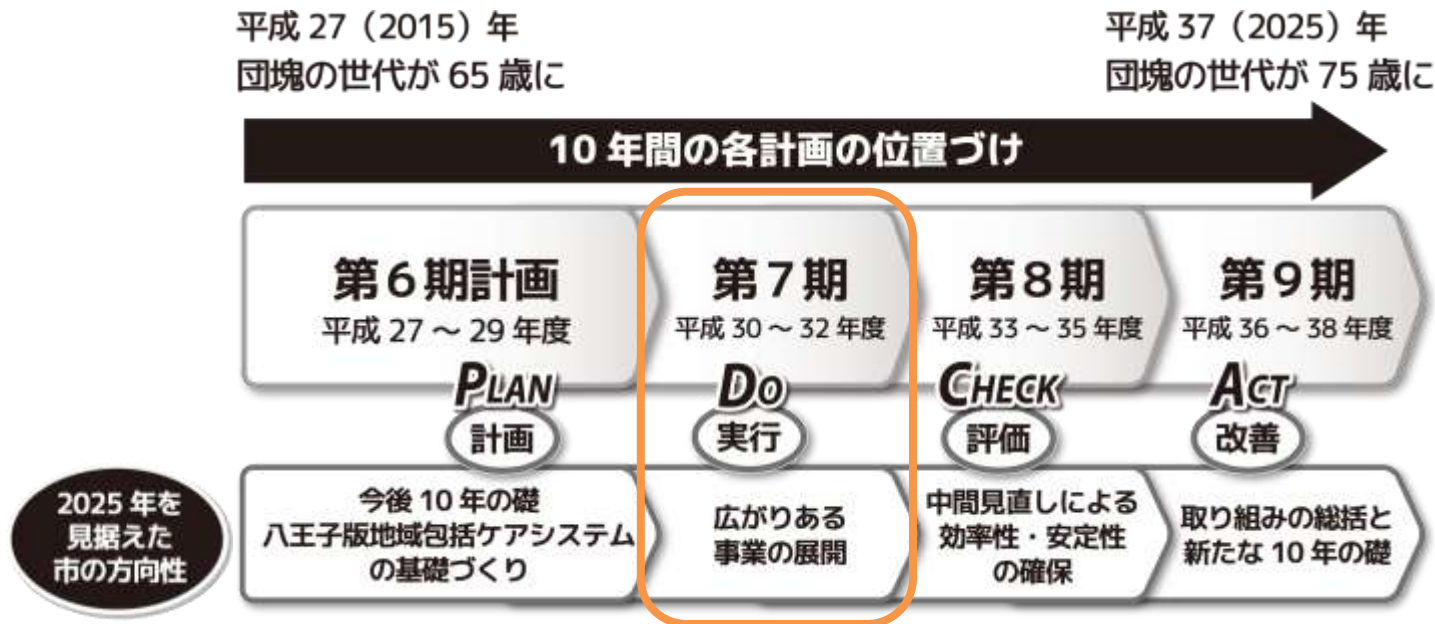 平成 27（2015）年
団塊の世代が 65 歳に
平成 37（2025）年
団塊の世代が 75 歳に
10 年間の各計画の位置づけ
第６期計画
平成 27 ～ 29 年度
第７期
平成 30 ～ 32 年度
第８期
平成 33 ～ 35 年度
第９期
平成 36 ～ 38 年度
PLAN
計画
DO
実行
CHECK
評価
ACT
改善
2025 年を
見据えた
市の方向性
今後 10 年の礎
八王子版地域包括ケアシステム
の基礎づくり
広がりある
事業の展開
中間見直しによる
効率性・安定性
の確保
取り組みの総括と
新たな 10 年の礎